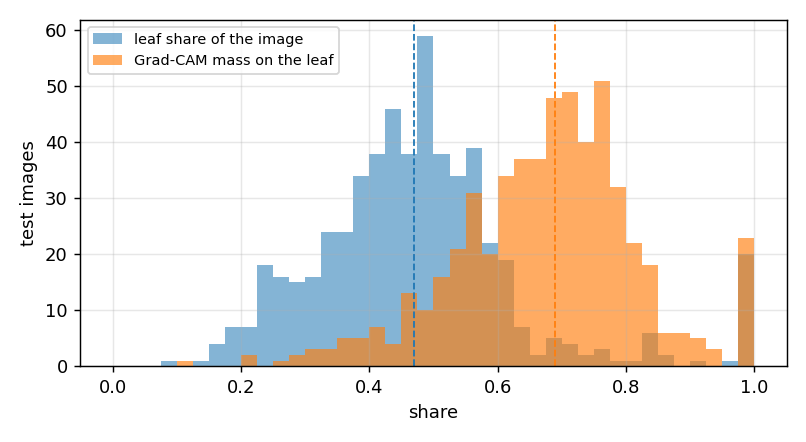 leaf share of the image
Grad-CAM mass on the leaf
test images
60
50
40
30
20
10
0
0.0 0.2 0.4 0.6 0.8 1.0
share